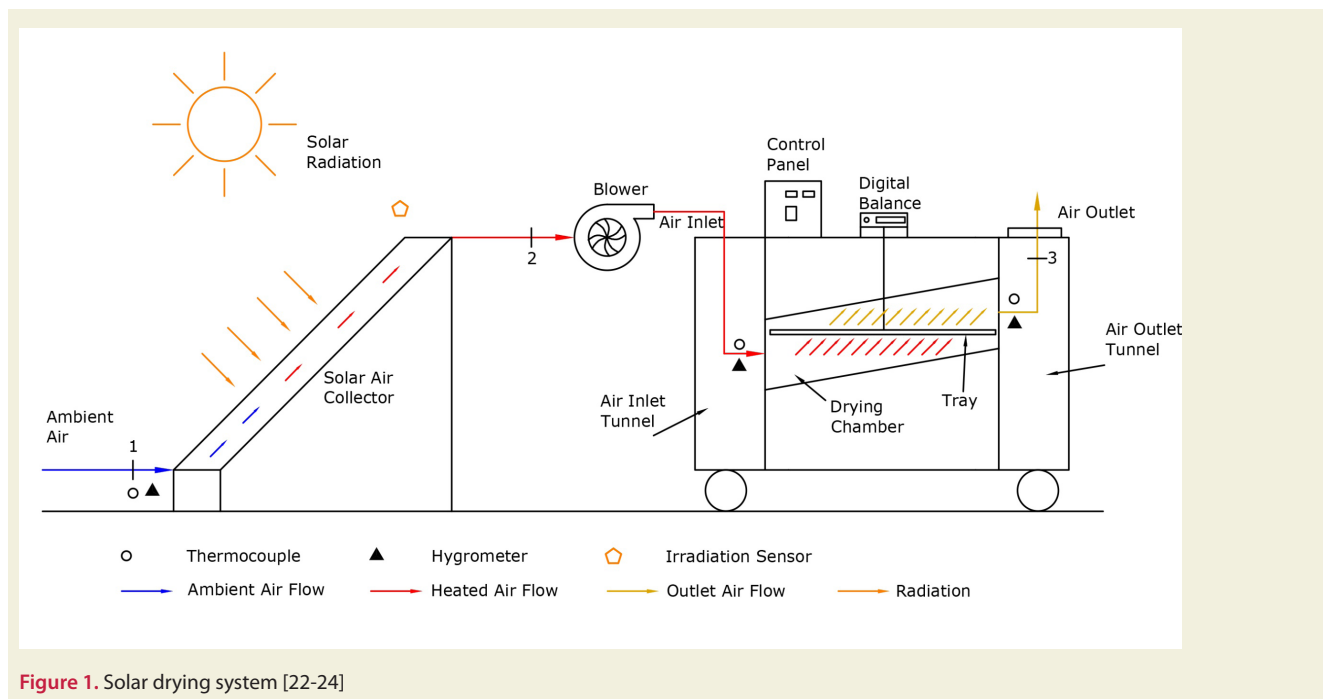 Solar
Radiation
Control
Panel
Digital
Balance
Blower
Air Inlet
Air Outlet
2
3
Solar Air
Collector
Air Outlet
Tunnel
Air Inlet
Tunnel
Drying
Chamber
Tray
Ambient
Air
1
Thermocouple
Hygrometer
Irradiation Sensor
Ambient Air Flow
Heated Air Flow
Outlet Air Flow
Radiation
Figure 1. Solar drying system [22-24]